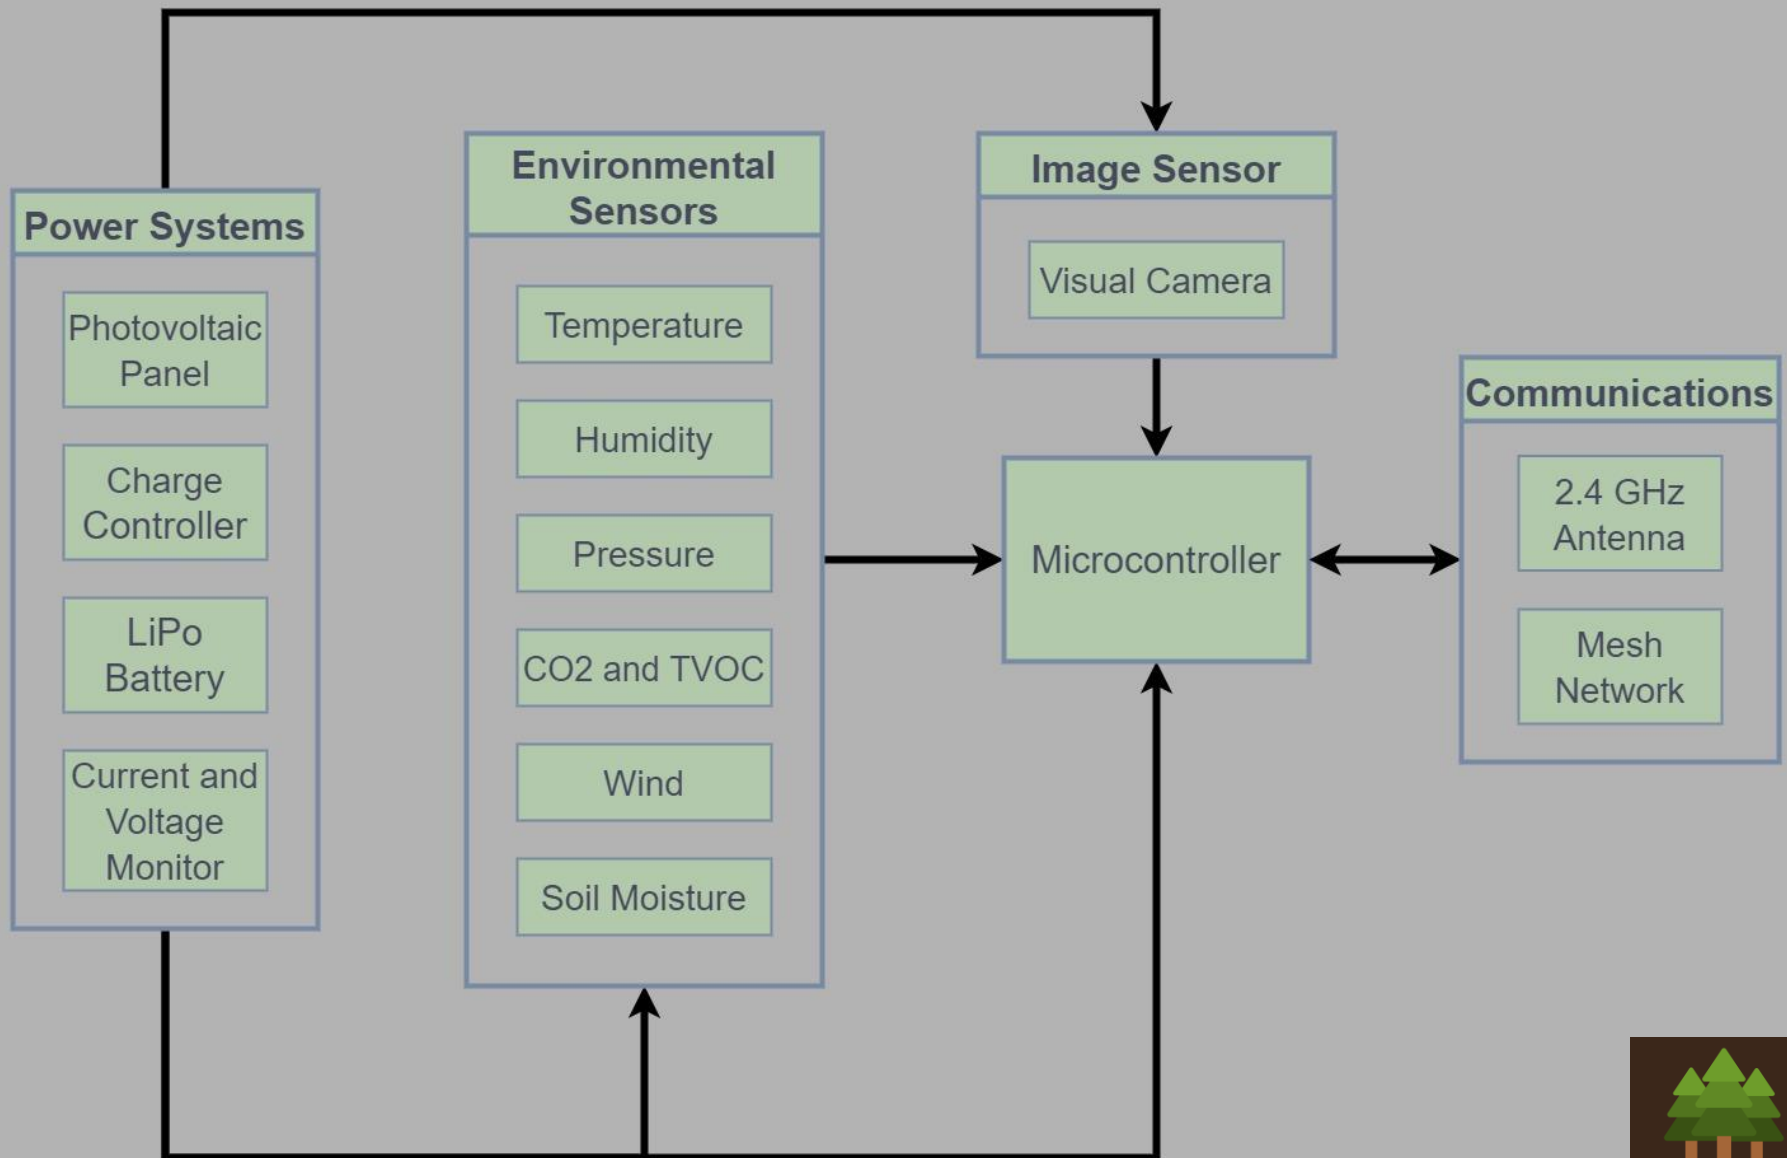 Power Systems
Photovoltaic
Panel
Charge
Controller
LiPo
Battery
Current and
Voltage
Monitor
Environmental
Sensors
Temperature
Humidity
Pressure
CO2 and TVOC
Wind
Soil Moisture
Image Sensor
Visual Camera
Microcontroller
Communications
2.4 GHz
Antenna
Mesh
Network